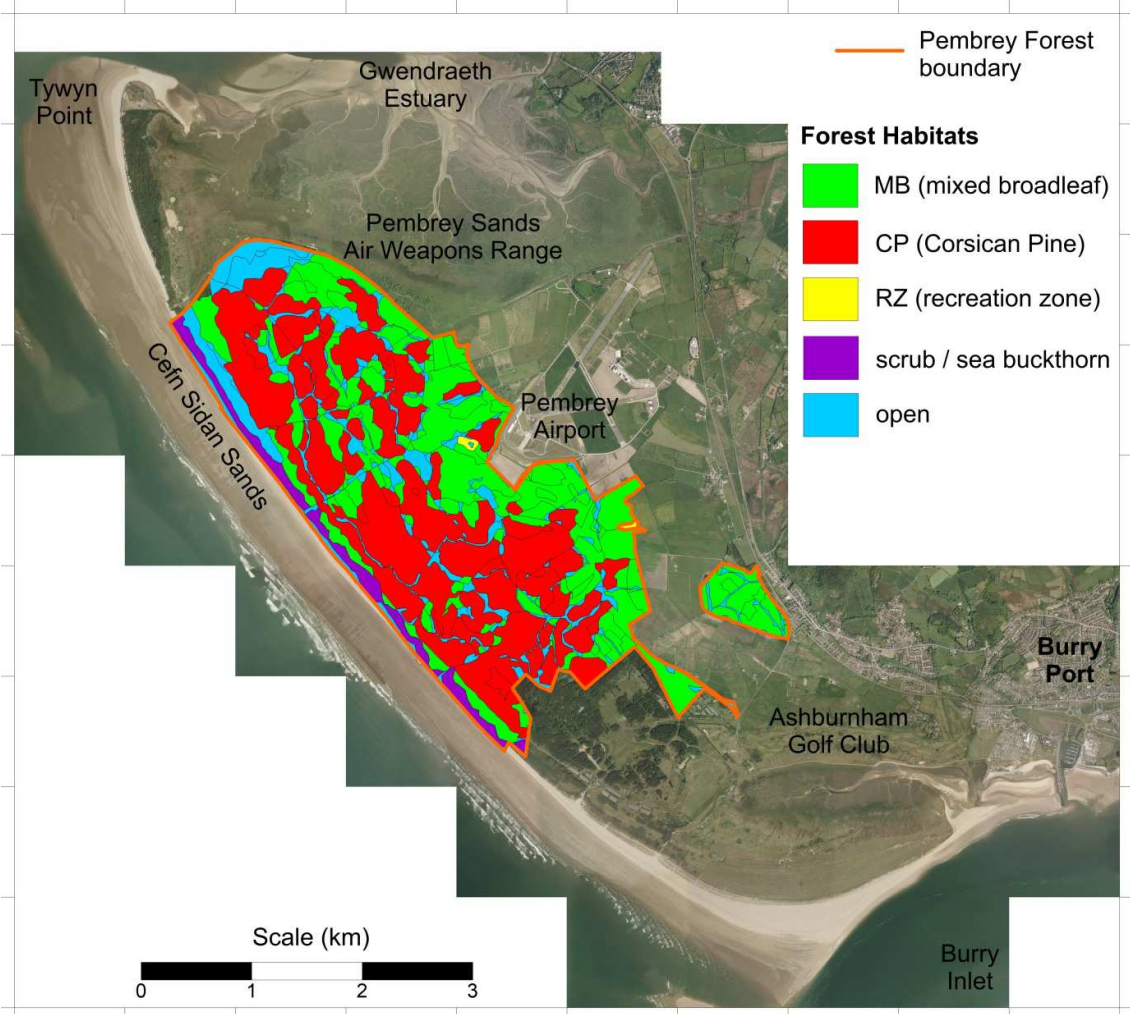 Pembrey Forest
boundary
Tywyn
Point
Gwendraeth
Estuary
Forest Habitats
MB (mixed broadleaf)
Pembrey Sands
Air Weapons Range
CP (Corsican Pine)
RZ (recreation zone)
scrub / sea buckthorn
open
Cefn Sidan Sands
Pembrey
Airport
Burry
Port
Ashburnham
Golf Club
Scale (km)
0 1 2 3
Burry
Inlet